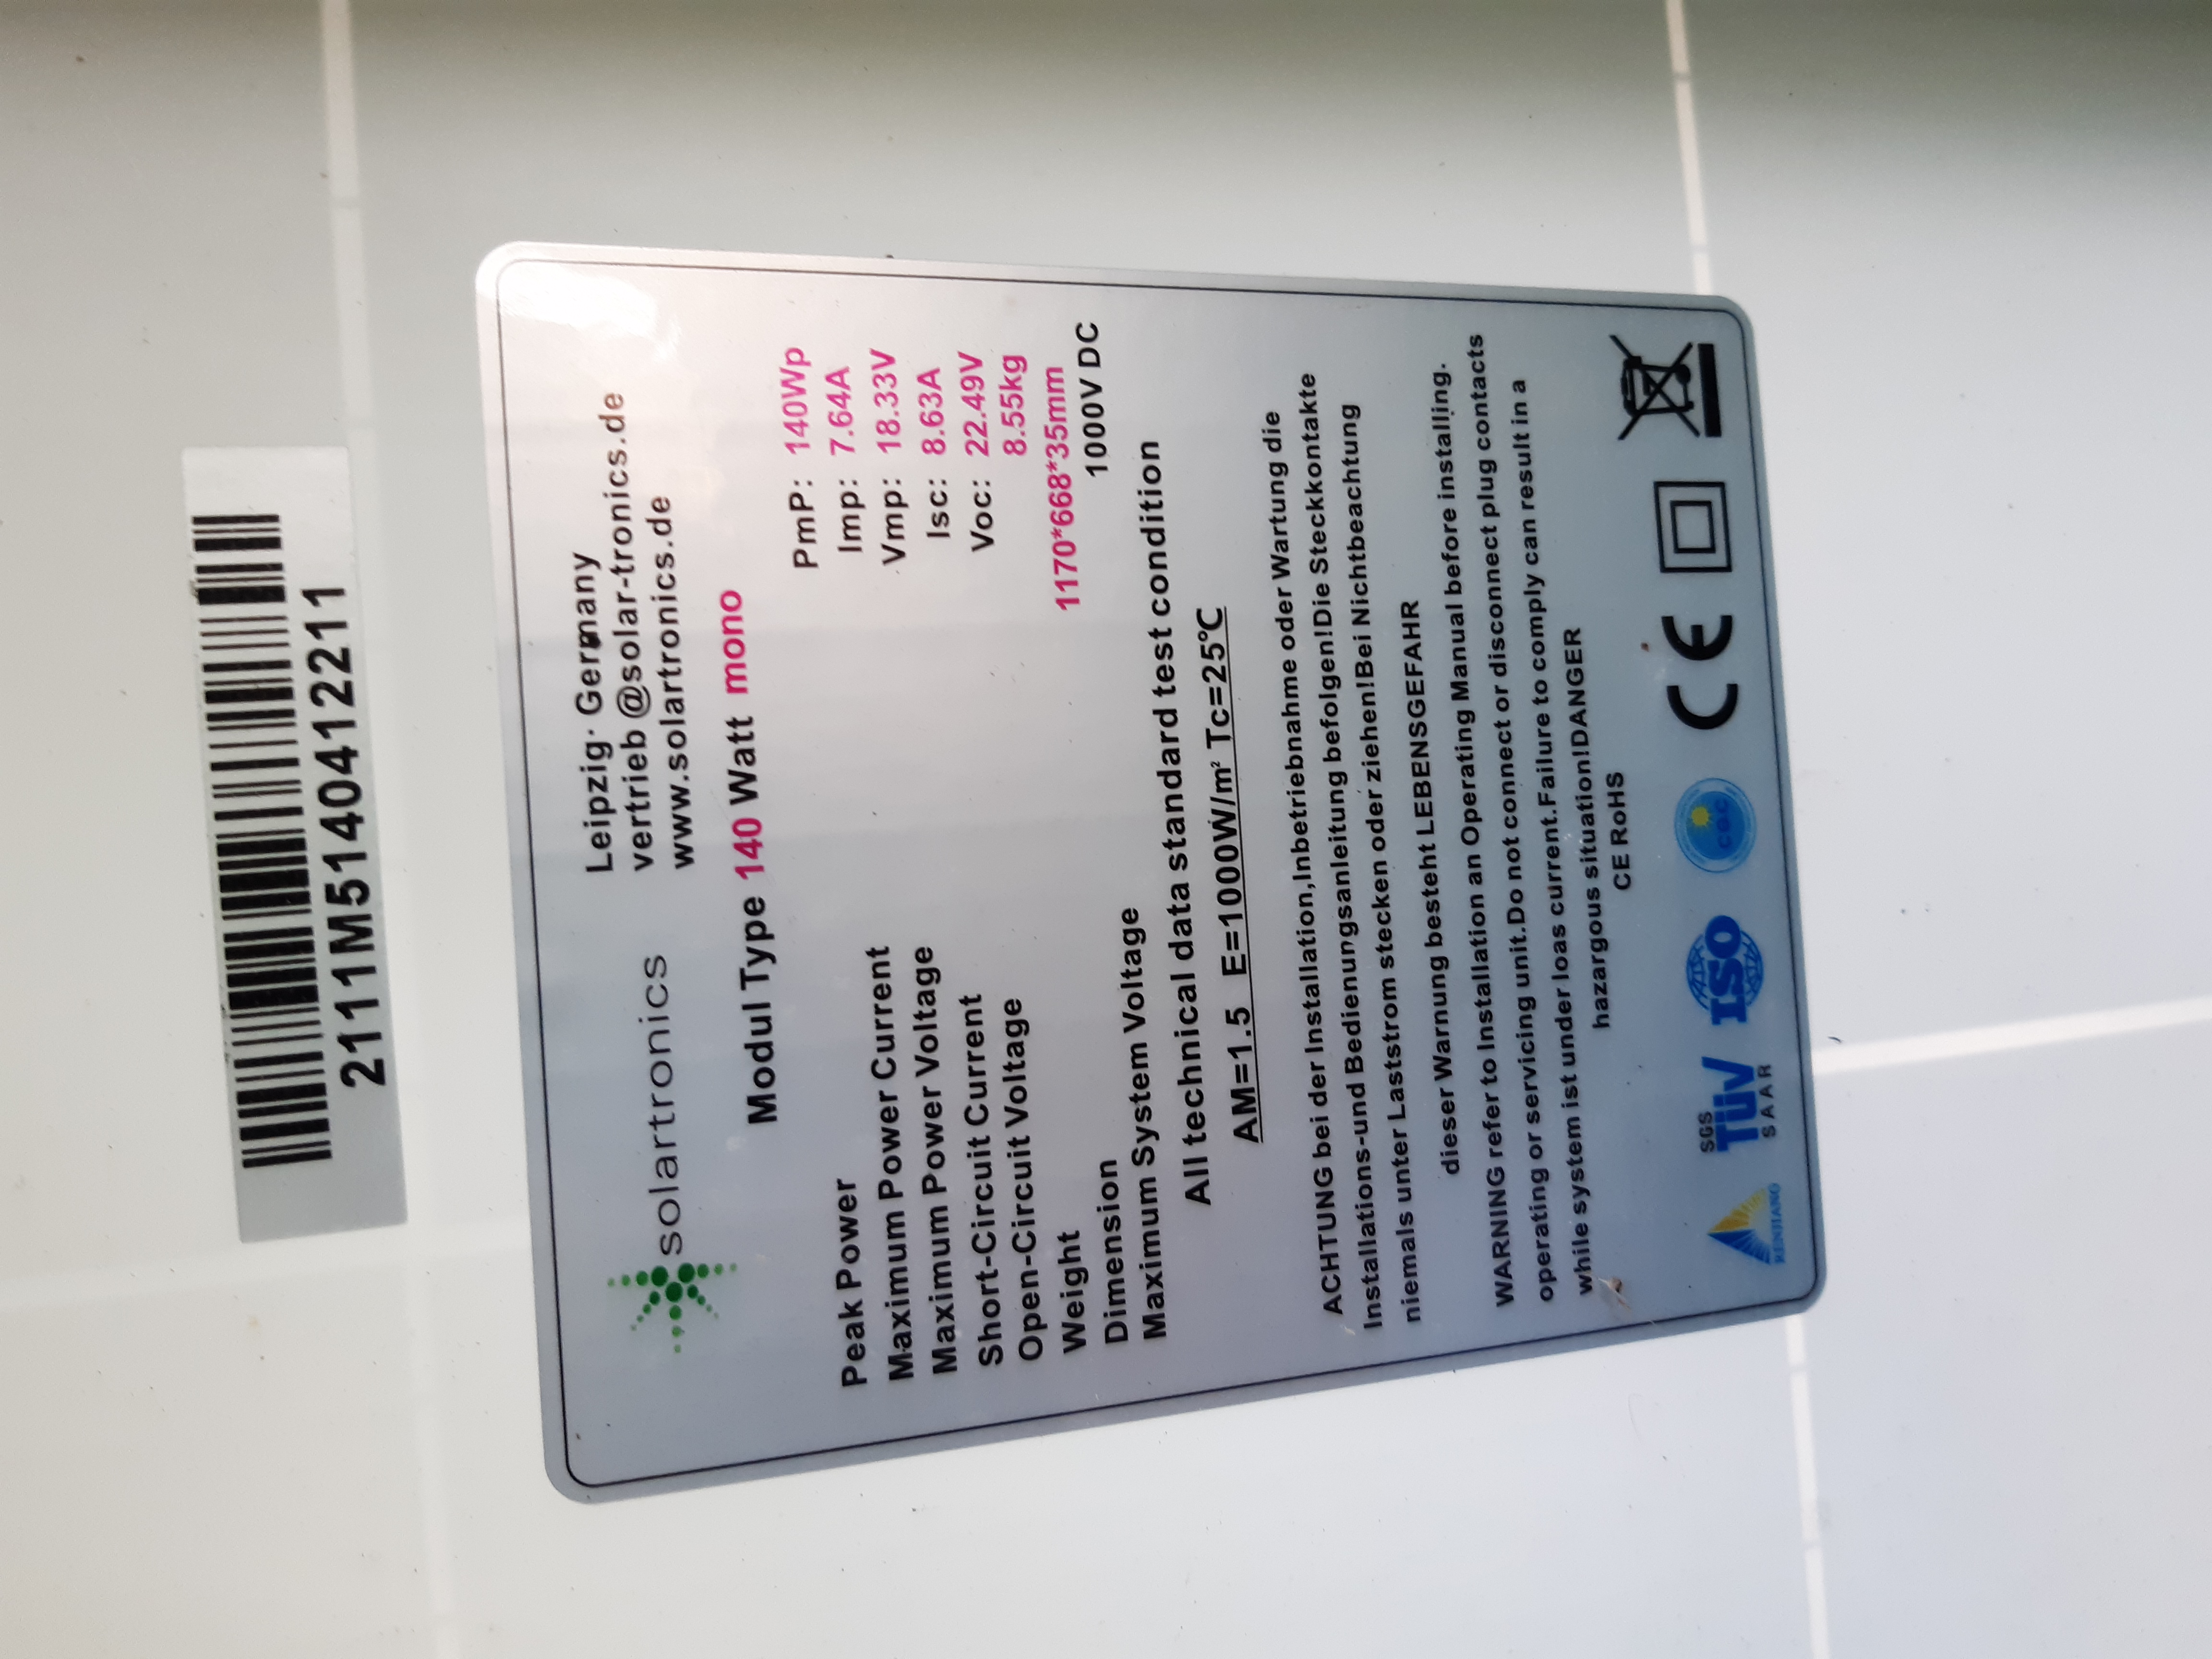 2111M5140412211
solartronics
Leipzig· Germany
vertrieb @solar-tronics.de
www.solartronics.de
Modul Type 140 Watt mono
Peak Power PmP: 140Wp
Maximum Power Current Imp: 7.64A
Maximum Power Voltage Vmp: 18.33V
Short-Circuit Current Isc: 8.63A
Open-Circuit Voltage Voc: 22.49V
Weight 8.55kg
Dimension 1170*668*35mm
Maximum System Voltage 1000V DC
All technical data standard test condition
AM=1.5 E=1000W/m² Tc=25℃
ACHTUNG bei der Installation,Inbetriebnahme oder Wartung die
Installations-und Bedienungsanleitung befolgen!Die Steckkontakte
niemals unter Laststrom stecken oder ziehen!Bei Nichtbeachtung
dieser Warnung besteht LEBENSGEFAHR
WARNING refer to Installation an Operating Manual before installing.
operating or servicing unit.Do not connect or disconnect plug contacts
while system ist under loas current.Failure to comply can result in a
hazargous situation!DANGER
CE RoHS
RENJIANG
SGS
TÜV
SAAR
ISO
CQC
CE